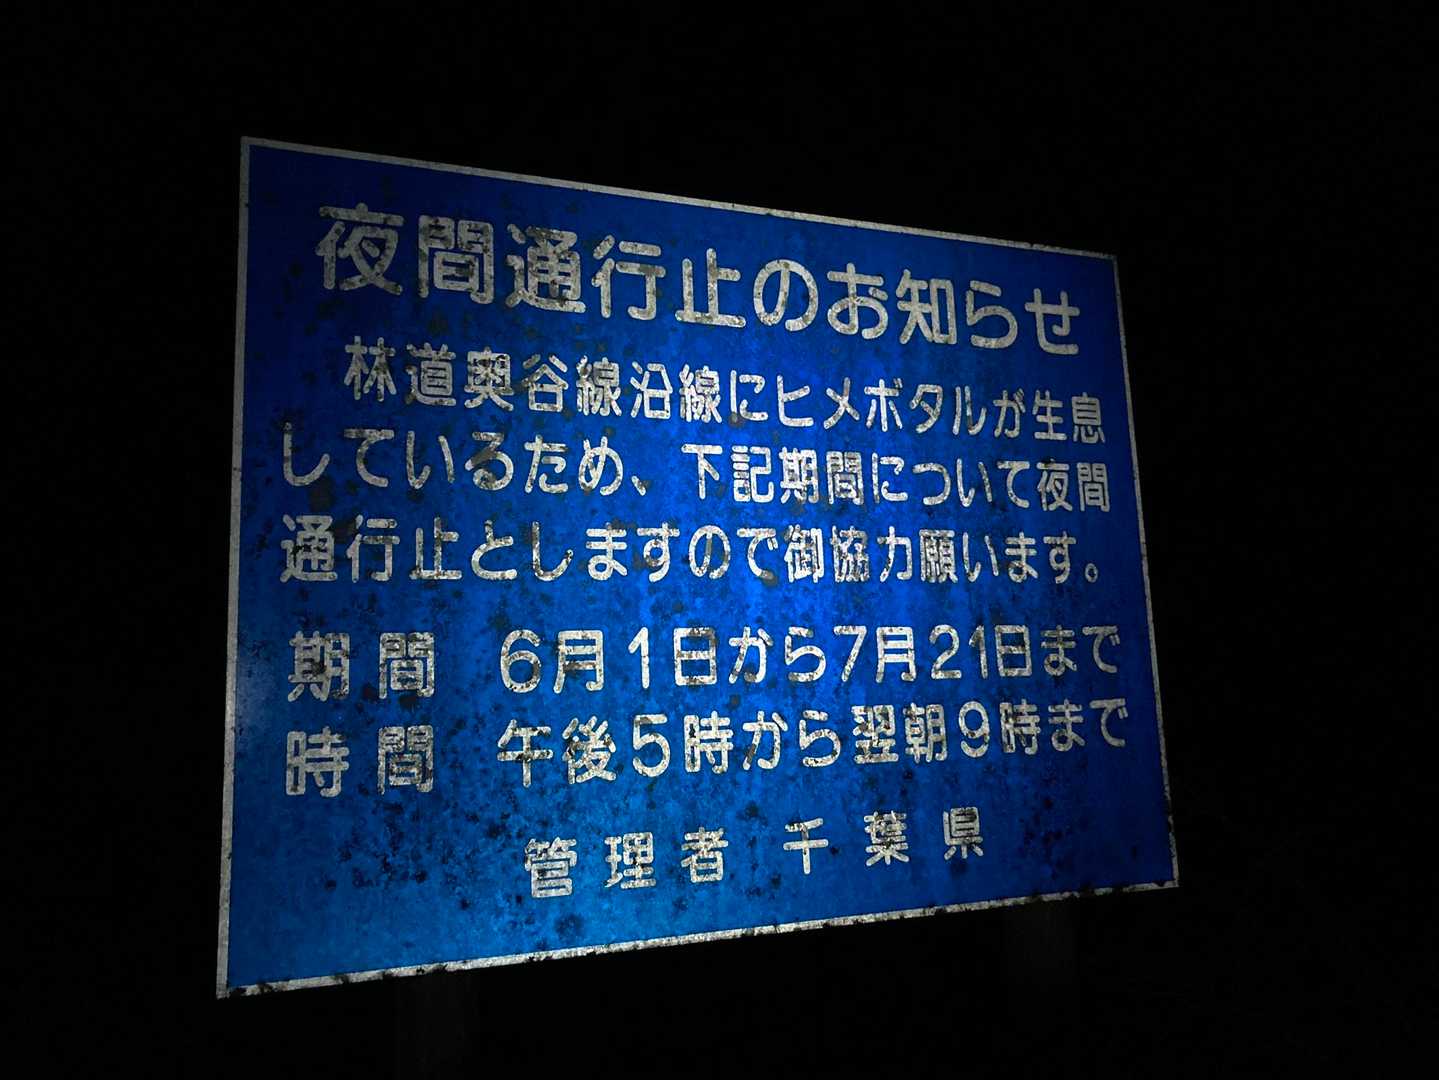 夜間通行止のお知らせ
林道奥谷線沿線にヒメボタルが生息
しているため、下記期間について夜間
通行止としますので御協力願います。
期間 6月1日から7月21日まで
時間 午後5時から翌朝9時まで
管理者 千葉県